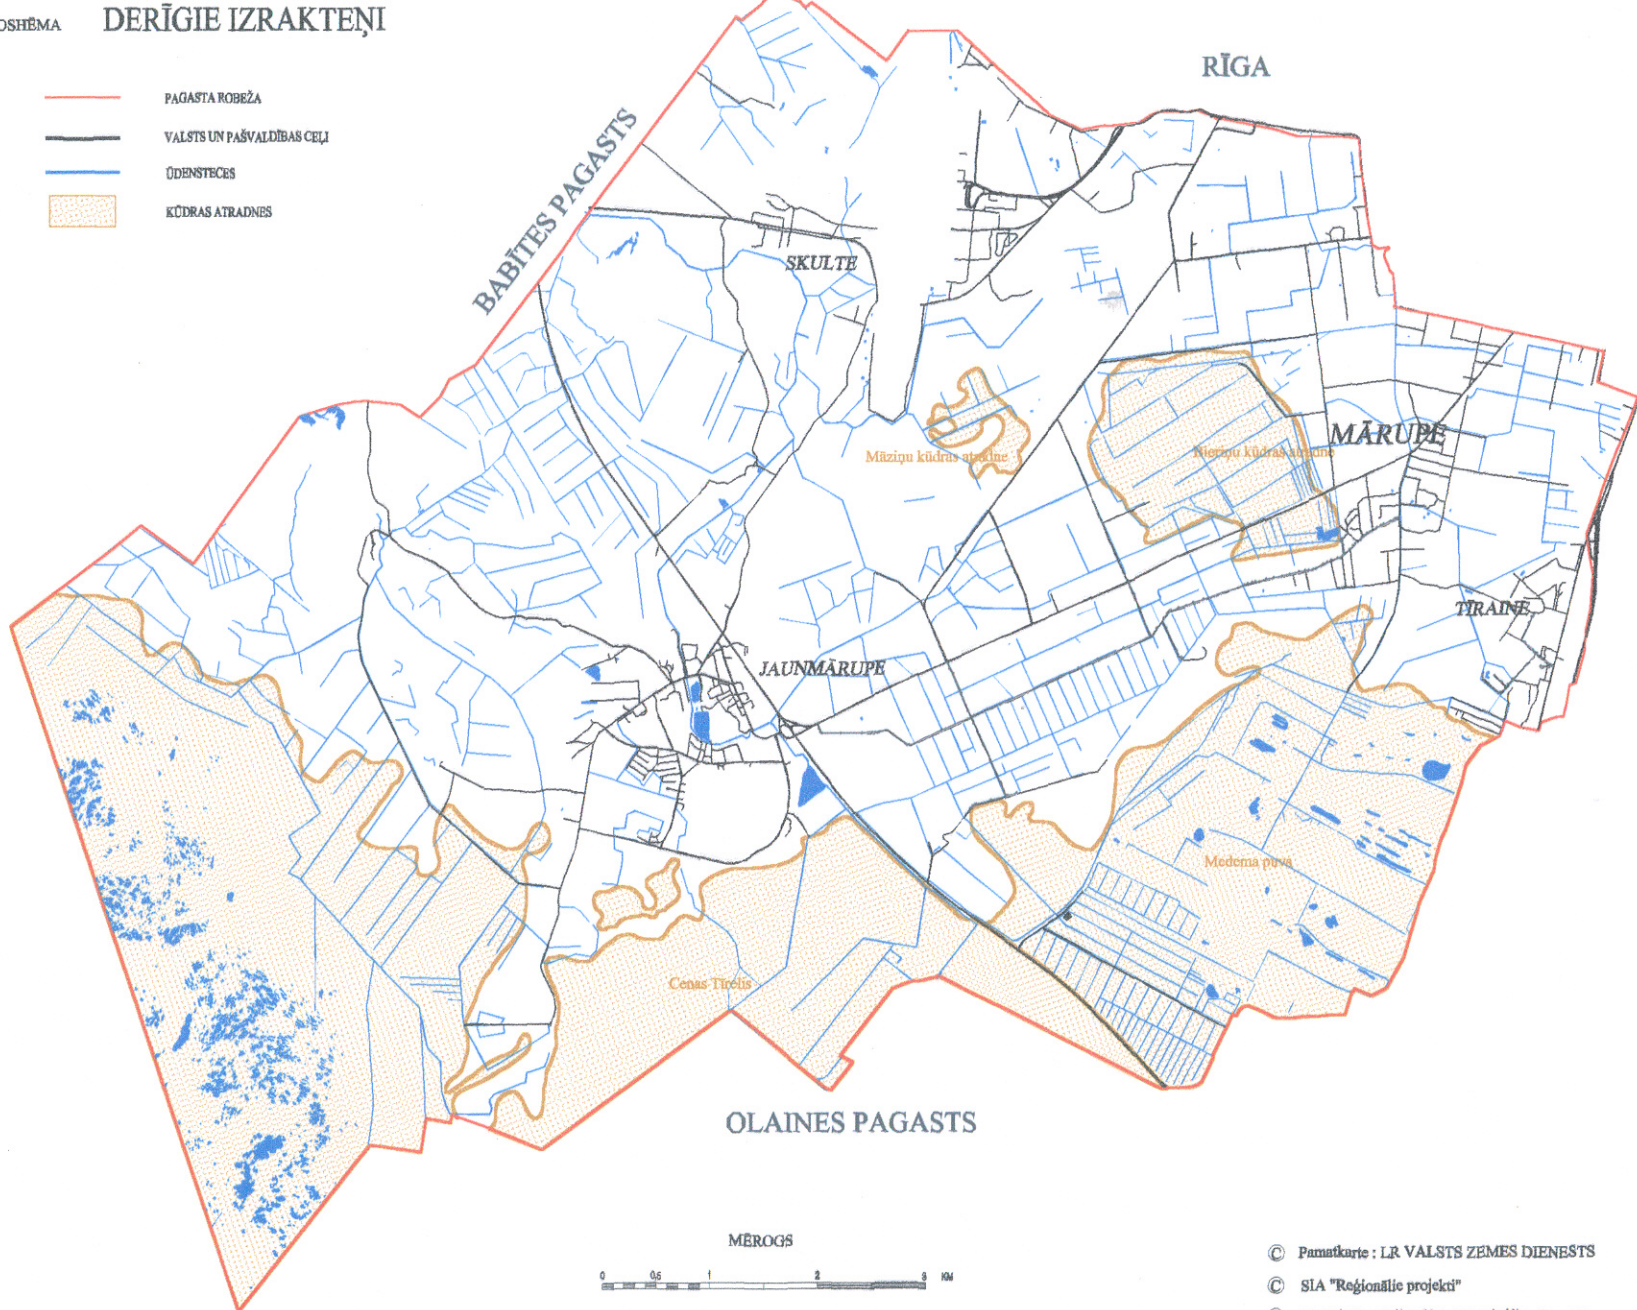 DERĪGIE IZRAKTEŅI
PAGASTA ROBEŽA
VALSTS UN PAŠVALDĪBAS CEĻI
ŪDENSTECES
KŪDRAS ATRADNES
RĪGA
BABĪTES PAGASTS
SKULTE
MĀRUPE
Māziņu kūdras atradne
kūdras atradne
TĪRAINE
JAUNMĀRUPE
Medema purvs
Cenas Tīrelis
OLAINES PAGASTS
MĒROGS
0 0,5 1 2 3 KM
© Pamatkarte : LR VALSTS ZEMES DIENESTS
© SIA "Reģionālie projekti"